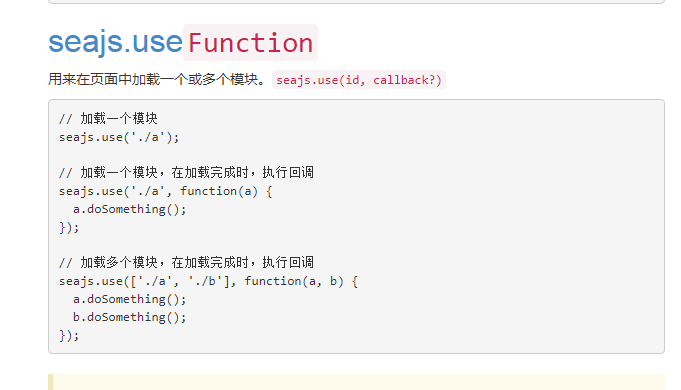 seajs.use Function
用来在页面中加载一个或多个模块。 seajs.use(id, callback?)
// 加载一个模块
seajs.use('./a');
// 加载一个模块，在加载完成时，执行回调
seajs.use('./a', function(a) {
  a.doSomething();
});
// 加载多个模块，在加载完成时，执行回调
seajs.use(['./a', './b'], function(a, b) {
  a.doSomething();
  b.doSomething();
});